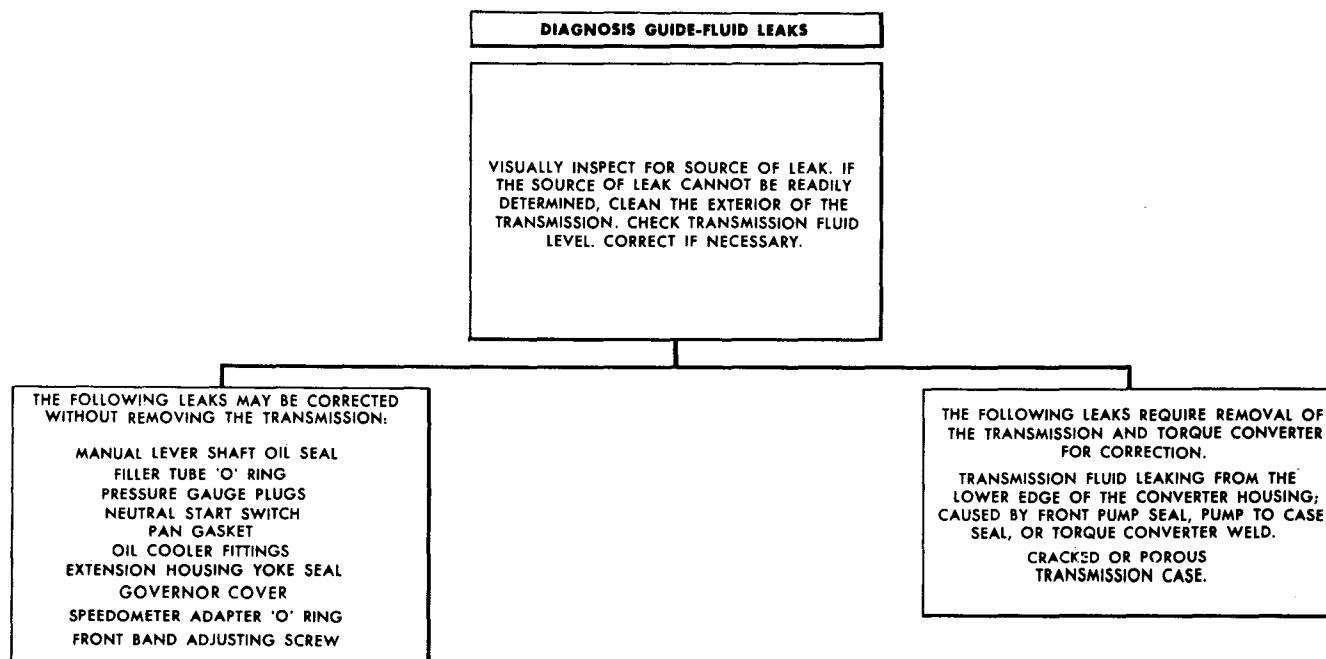 DIAGNOSIS GUIDE-FLUID LEAKS
VISUALLY INSPECT FOR SOURCE OF LEAK. IF
THE SOURCE OF LEAK CANNOT BE READILY
DETERMINED, CLEAN THE EXTERIOR OF THE
TRANSMISSION. CHECK TRANSMISSION FLUID
LEVEL. CORRECT IF NECESSARY.
THE FOLLOWING LEAKS MAY BE CORRECTED
WITHOUT REMOVING THE TRANSMISSION:
MANUAL LEVER SHAFT OIL SEAL
FILLER TUBE 'O' RING
PRESSURE GAUGE PLUGS
NEUTRAL START SWITCH
PAN GASKET
OIL COOLER FITTINGS
EXTENSION HOUSING YOKE SEAL
GOVERNOR COVER
SPEEDOMETER ADAPTER 'O' RING
FRONT BAND ADJUSTING SCREW
THE FOLLOWING LEAKS REQUIRE REMOVAL OF
THE TRANSMISSION AND TORQUE CONVERTER
FOR CORRECTION.
TRANSMISSION FLUID LEAKING FROM THE
LOWER EDGE OF THE CONVERTER HOUSING;
CAUSED BY FRONT PUMP SEAL, PUMP TO CASE
SEAL, OR TORQUE CONVERTER WELD.
CRACKED OR POROUS
TRANSMISSION CASE.